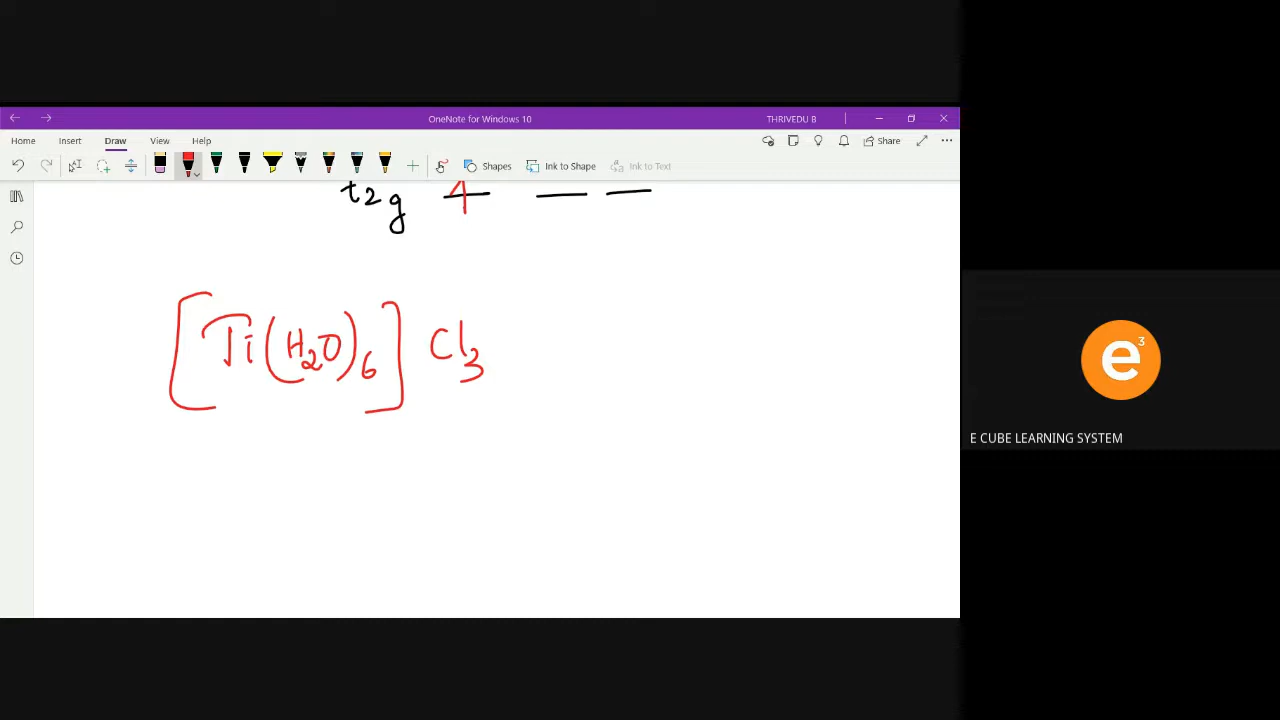 OneNote for Windows 10
THRIVEDU B
Home Insert Draw View Help
Share
Shapes Ink to Shape Ink to Text
t2g
[Ti(H2O)6]Cl3
e3
E CUBE LEARNING SYSTEM